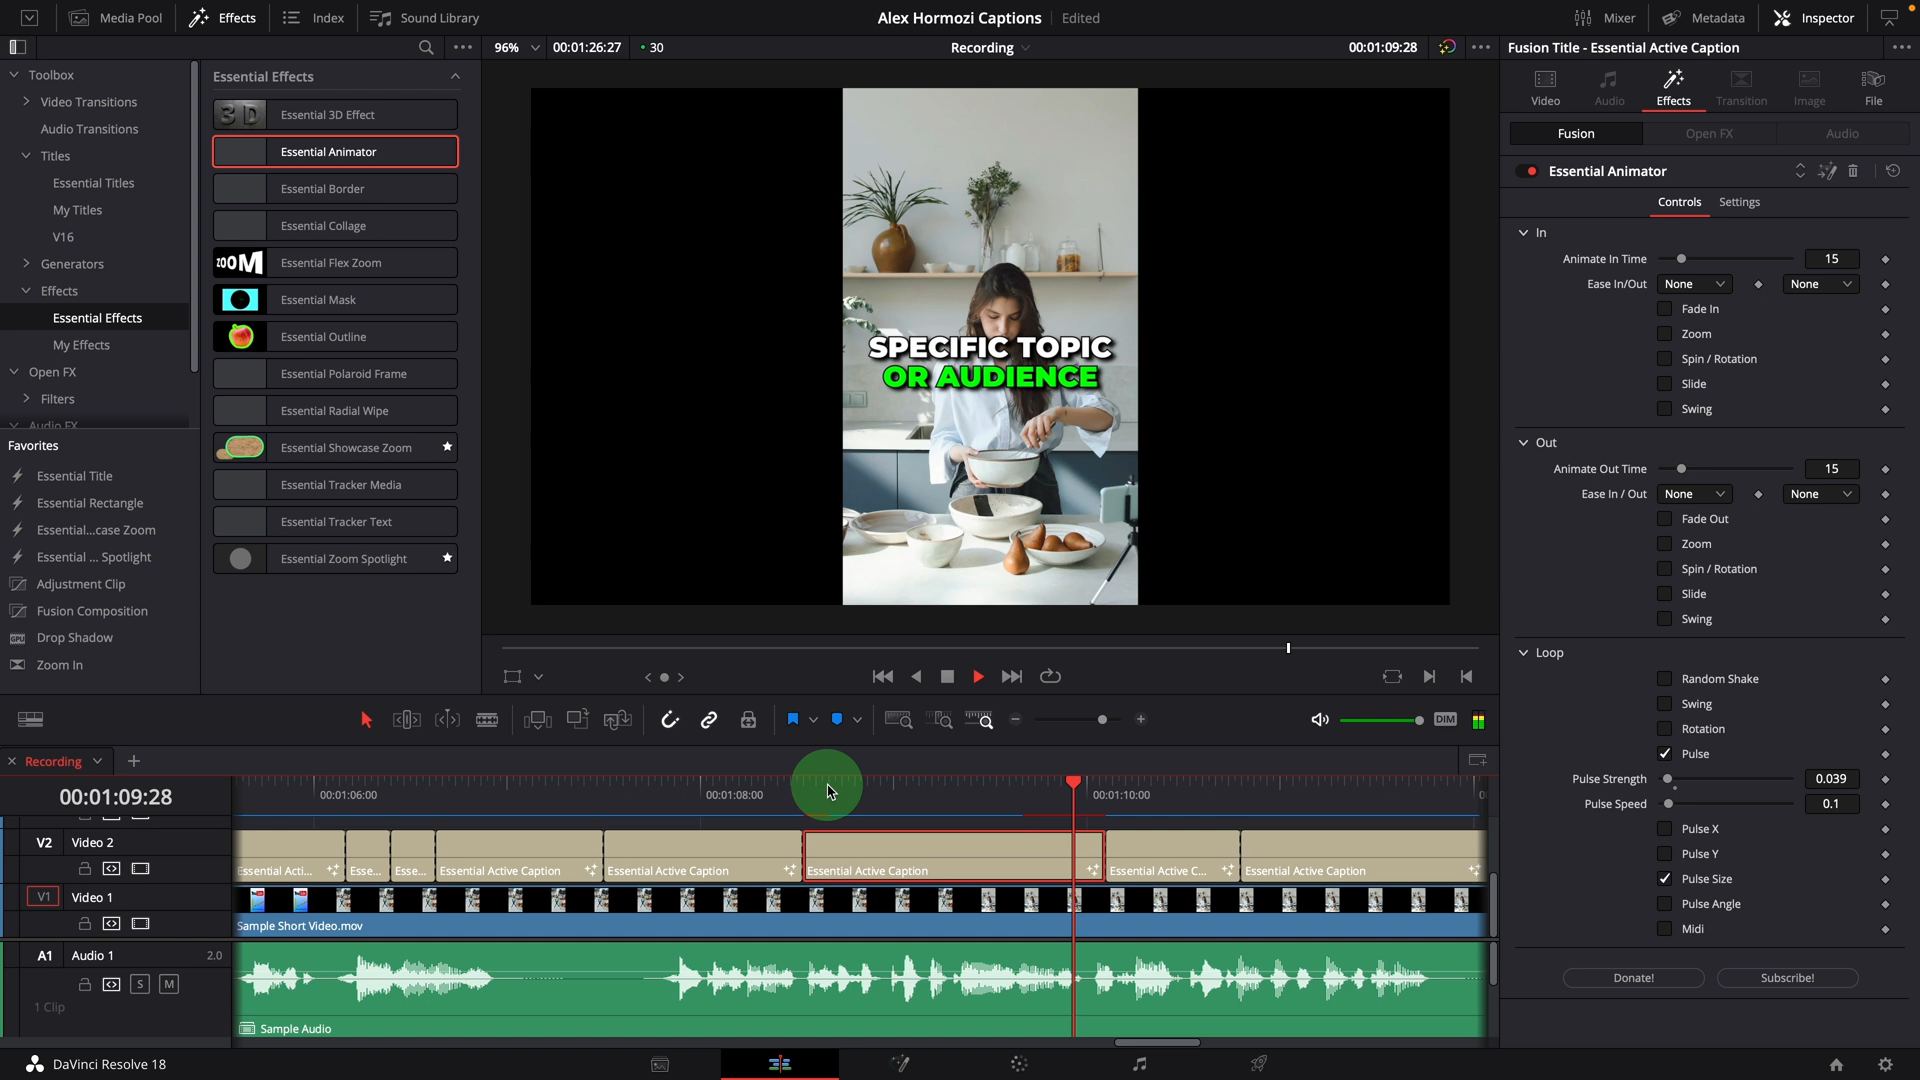 Media Pool
Effects
Index
Sound Library
Alex Hormozi Captions
Edited
Mixer
Metadata
Inspector
96%
00:01:26:27
30
Recording
00:01:09:28
Fusion Title - Essential Active Caption
Toolbox
Video Transitions
Audio Transitions
Titles
Essential Titles
My Titles
V16
Generators
Effects
Essential Effects
My Effects
Open FX
Filters
Audio FX
Favorites
Essential Title
Essential Rectangle
Essential...case Zoom
Essential ... Spotlight
Adjustment Clip
Fusion Composition
Drop Shadow
Zoom In
Essential Effects
3D Essential 3D Effect
Essential Animator
Essential Border
Essential Collage
ZOOM Essential Flex Zoom
Essential Mask
Essential Outline
Essential Polaroid Frame
Essential Radial Wipe
Essential Showcase Zoom
Essential Tracker Media
Essential Tracker Text
Essential Zoom Spotlight
SPECIFIC TOPIC
OR AUDIENCE
Video
Audio
Effects
Transition
Image
File
Fusion
Open FX
Audio
Essential Animator
Controls
Settings
In
Animate In Time 15
Ease In/Out None None
Fade In
Zoom
Spin / Rotation
Slide
Swing
Out
Animate Out Time 15
Ease In / Out None None
Fade Out
Zoom
Spin / Rotation
Slide
Swing
Loop
Random Shake
Swing
Rotation
Pulse
Pulse Strength 0.039
Pulse Speed 0.1
Pulse X
Pulse Y
Pulse Size
Pulse Angle
Midi
Donate!
Subscribe!
DIM
Recording
00:01:09:28
00:01:06:00
00:01:08:00
00:01:10:00
V2 Video 2
Essential Acti...
Esse...
Esse...
Essential Active Caption
Essential Active Caption
Essential Active Caption
Essential Active C...
Essential Active Caption
V1 Video 1
Sample Short Video.mov
A1 Audio 1 2.0
S M
1 Clip
Sample Audio
DaVinci Resolve 18